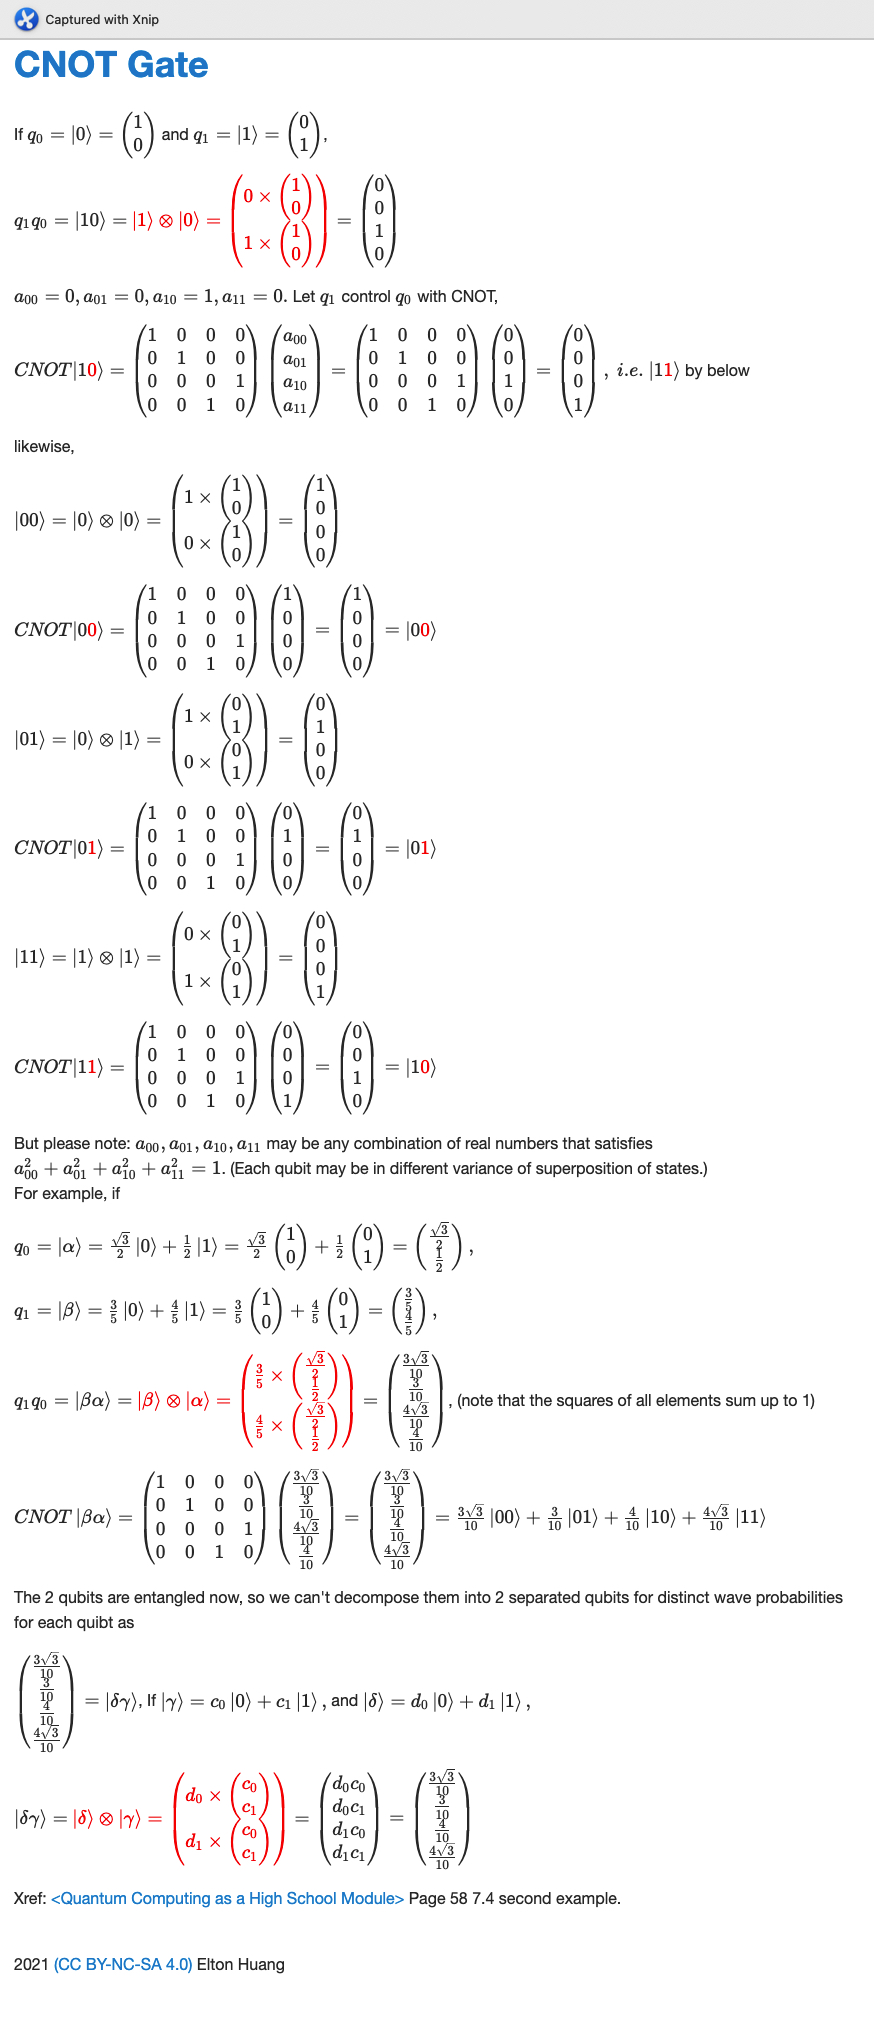 Captured with Xnip
CNOT Gate
If q₀ = |0⟩ = (1 0) and q₁ = |1⟩ = (0 1),
q₁q₀ = |10⟩ = |1⟩ ⊗ |0⟩ = (0 × (1 0) 1 × (1 0)) = (0 0 1 0)
a₀₀ = 0, a₀₁ = 0, a₁₀ = 1, a₁₁ = 0. Let q₁ control q₀ with CNOT,
CNOT|10⟩ = (1 0 0 0 0 1 0 0 0 0 0 1 0 0 1 0) (a₀₀ a₀₁ a₁₀ a₁₁) = (1 0 0 0 0 1 0 0 0 0 0 1 0 0 1 0) (0 0 1 0) = (0 0 0 1) , i.e. |11⟩ by below
likewise,
|00⟩ = |0⟩ ⊗ |0⟩ = (1 × (1 0) 0 × (1 0)) = (1 0 0 0)
CNOT|00⟩ = (1 0 0 0 0 1 0 0 0 0 0 1 0 0 1 0) (1 0 0 0) = (1 0 0 0) = |00⟩
|01⟩ = |0⟩ ⊗ |1⟩ = (1 × (0 1) 0 × (0 1)) = (0 1 0 0)
CNOT|01⟩ = (1 0 0 0 0 1 0 0 0 0 0 1 0 0 1 0) (0 1 0 0) = (0 1 0 0) = |01⟩
|11⟩ = |1⟩ ⊗ |1⟩ = (0 × (0 1) 1 × (0 1)) = (0 0 0 1)
CNOT|11⟩ = (1 0 0 0 0 1 0 0 0 0 0 1 0 0 1 0) (0 0 0 1) = (0 0 1 0) = |10⟩
But please note: a₀₀, a₀₁, a₁₀, a₁₁ may be any combination of real numbers that satisfies
a₀₀² + a₀₁² + a₁₀² + a₁₁² = 1. (Each qubit may be in different variance of superposition of states.)
For example, if
q₀ = |α⟩ = √3/2 |0⟩ + 1/2 |1⟩ = √3/2 (1 0) + 1/2 (0 1) = (√3/2 1/2) ,
q₁ = |β⟩ = 3/5 |0⟩ + 4/5 |1⟩ = 3/5 (1 0) + 4/5 (0 1) = (3/5 4/5) ,
q₁q₀ = |βα⟩ = |β⟩ ⊗ |α⟩ = (3/5 × (√3/2 1/2) 4/5 × (√3/2 1/2)) = (3√3/10 3/10 4√3/10 4/10) , (note that the squares of all elements sum up to 1)
CNOT |βα⟩ = (1 0 0 0 0 1 0 0 0 0 0 1 0 0 1 0) (3√3/10 3/10 4√3/10 4/10) = (3√3/10 3/10 4/10 4√3/10) = 3√3/10 |00⟩ + 3/10 |01⟩ + 4/10 |10⟩ + 4√3/10 |11⟩
The 2 qubits are entangled now, so we can't decompose them into 2 separated qubits for distinct wave probabilities
for each quibt as
(3√3/10 3/10 4/10 4√3/10) = |δγ⟩, If |γ⟩ = c₀ |0⟩ + c₁ |1⟩ , and |δ⟩ = d₀ |0⟩ + d₁ |1⟩ ,
|δγ⟩ = |δ⟩ ⊗ |γ⟩ = (d₀ × (c₀ c₁) d₁ × (c₀ c₁)) = (d₀c₀ d₀c₁ d₁c₀ d₁c₁) = (3√3/10 3/10 4/10 4√3/10)
Xref: <Quantum Computing as a High School Module> Page 58 7.4 second example.
2021 (CC BY-NC-SA 4.0) Elton Huang